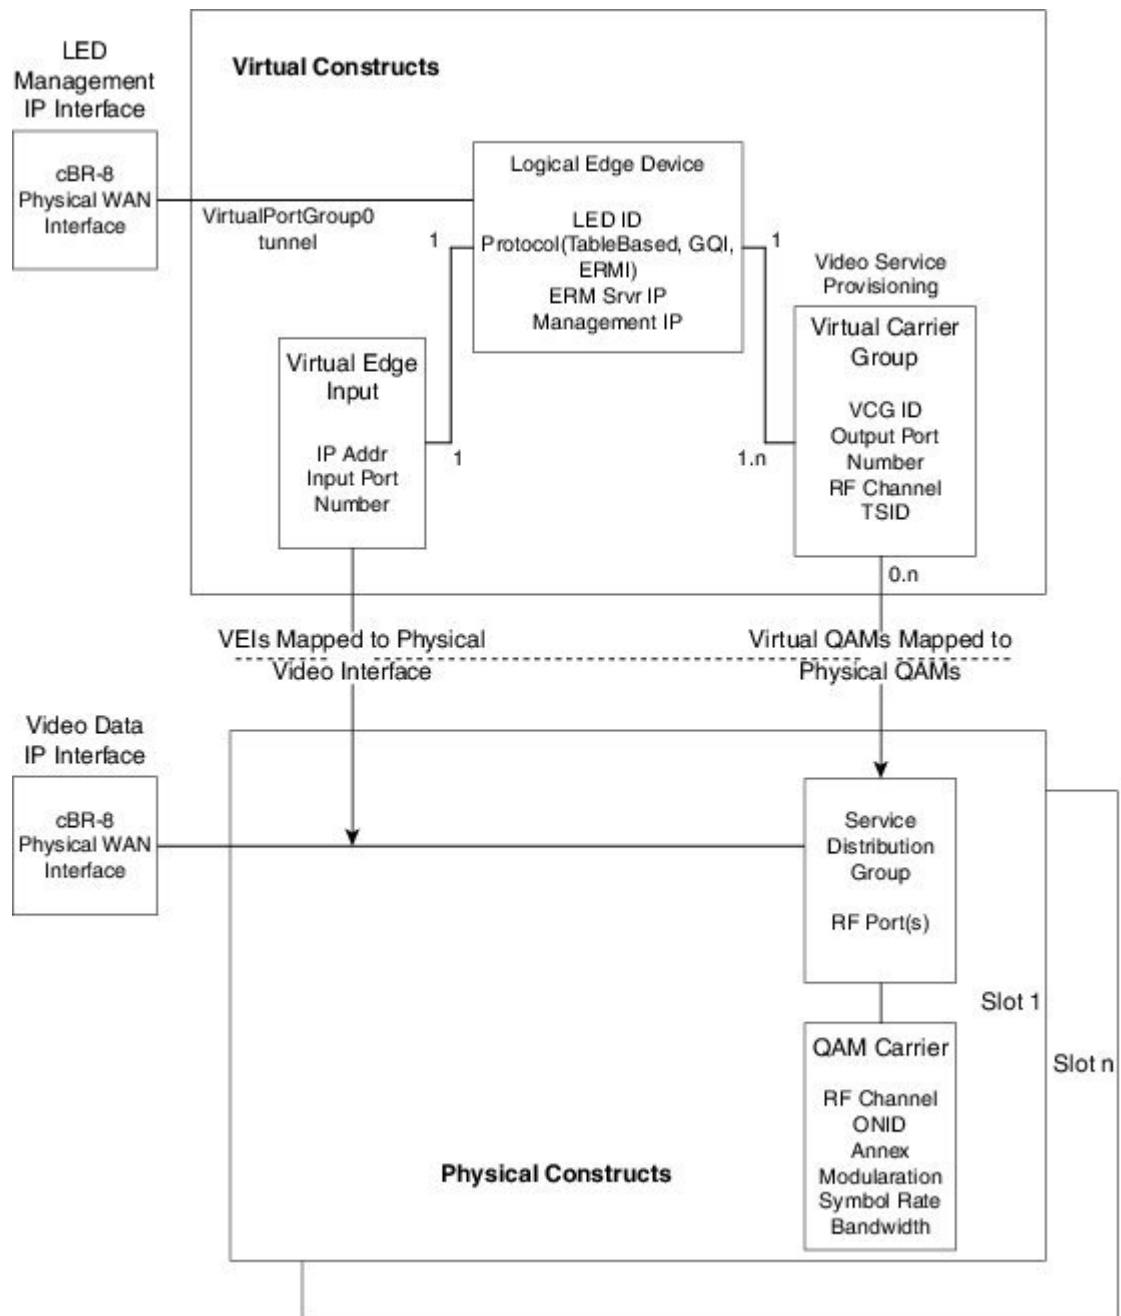 LED
Management
IP Interface
cBR-8
Physical WAN
Interface
Virtual Constructs
VirtualPortGroup0
tunnel
Logical Edge Device
LED ID
Protocol(TableBased, GQI,
ERMI)
ERM Srvr IP
Management IP
1
1
Video Service
Provisioning
Virtual Edge
Input
IP Addr
Input Port
Number
1
1.n
Virtual Carrier
Group
VCG ID
Output Port
Number
RF Channel
TSID
0.n
VEIs Mapped to Physical
Video Interface
Virtual QAMs Mapped to
Physical QAMs
Video Data
IP Interface
cBR-8
Physical WAN
Interface
Service
Distribution
Group
RF Port(s)
Slot 1
Slot n
QAM Carrier
RF Channel
ONID
Annex
Modularation
Symbol Rate
Bandwidth
Physical Constructs